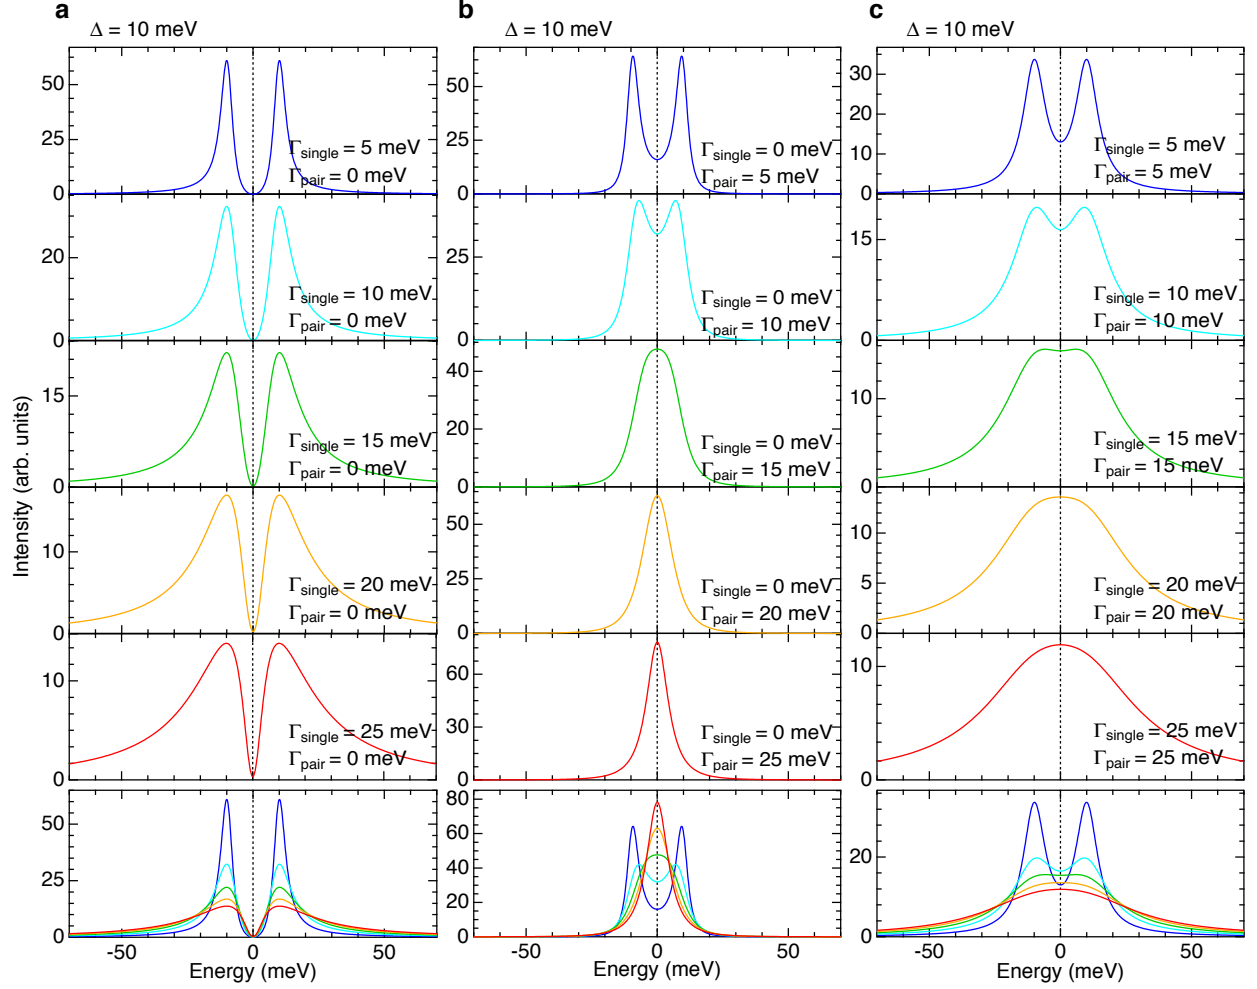 a
Δ = 10 meV
b
Δ = 10 meV
c
Δ = 10 meV
Intensity (arb. units)
50
25
0
Γsingle = 5 meV
Γpair = 0 meV
20
0
Γsingle = 10 meV
Γpair = 0 meV
15
0
Γsingle = 15 meV
Γpair = 0 meV
10
0
Γsingle = 20 meV
Γpair = 0 meV
10
0
Γsingle = 25 meV
Γpair = 0 meV
50
25
0
-50
0
50
Energy (meV)
50
25
0
Γsingle = 0 meV
Γpair = 5 meV
25
0
Γsingle = 0 meV
Γpair = 10 meV
40
20
0
Γsingle = 0 meV
Γpair = 15 meV
50
25
0
Γsingle = 0 meV
Γpair = 20 meV
60
30
0
Γsingle = 0 meV
Γpair = 25 meV
80
60
40
20
0
-50
0
50
Energy (meV)
30
20
10
0
Γsingle = 5 meV
Γpair = 5 meV
15
0
Γsingle = 10 meV
Γpair = 10 meV
10
0
Γsingle = 15 meV
Γpair = 15 meV
10
5
0
Γsingle = 20 meV
Γpair = 20 meV
10
0
Γsingle = 25 meV
Γpair = 25 meV
20
0
-50
0
50
Energy (meV)